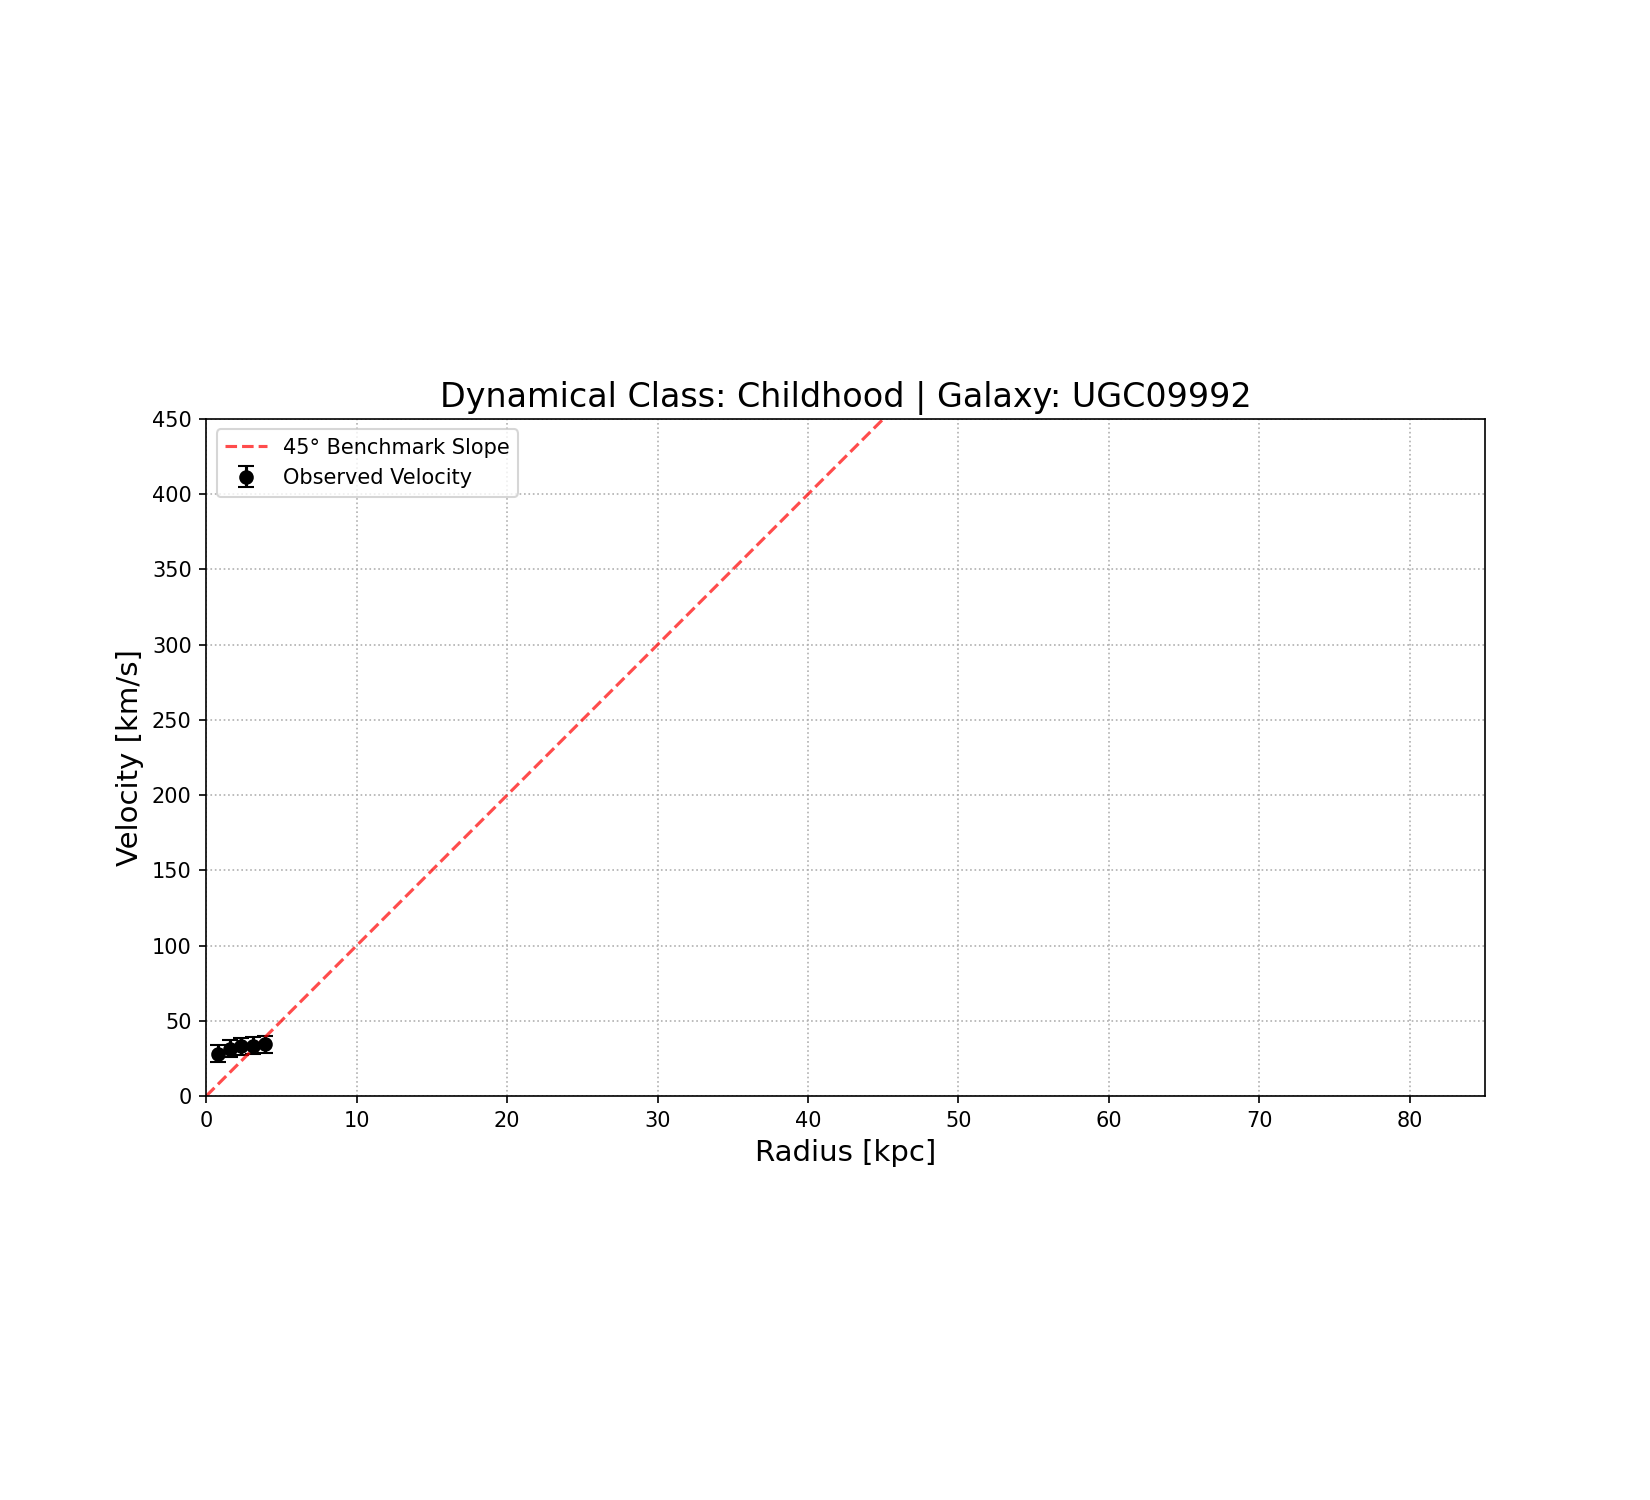 Dynamical Class: Childhood | Galaxy: UGC09992
45° Benchmark Slope
Observed Velocity
450
400
350
300
250
200
150
100
50
0
Velocity [km/s]
0 10 20 30 40 50 60 70 80
Radius [kpc]